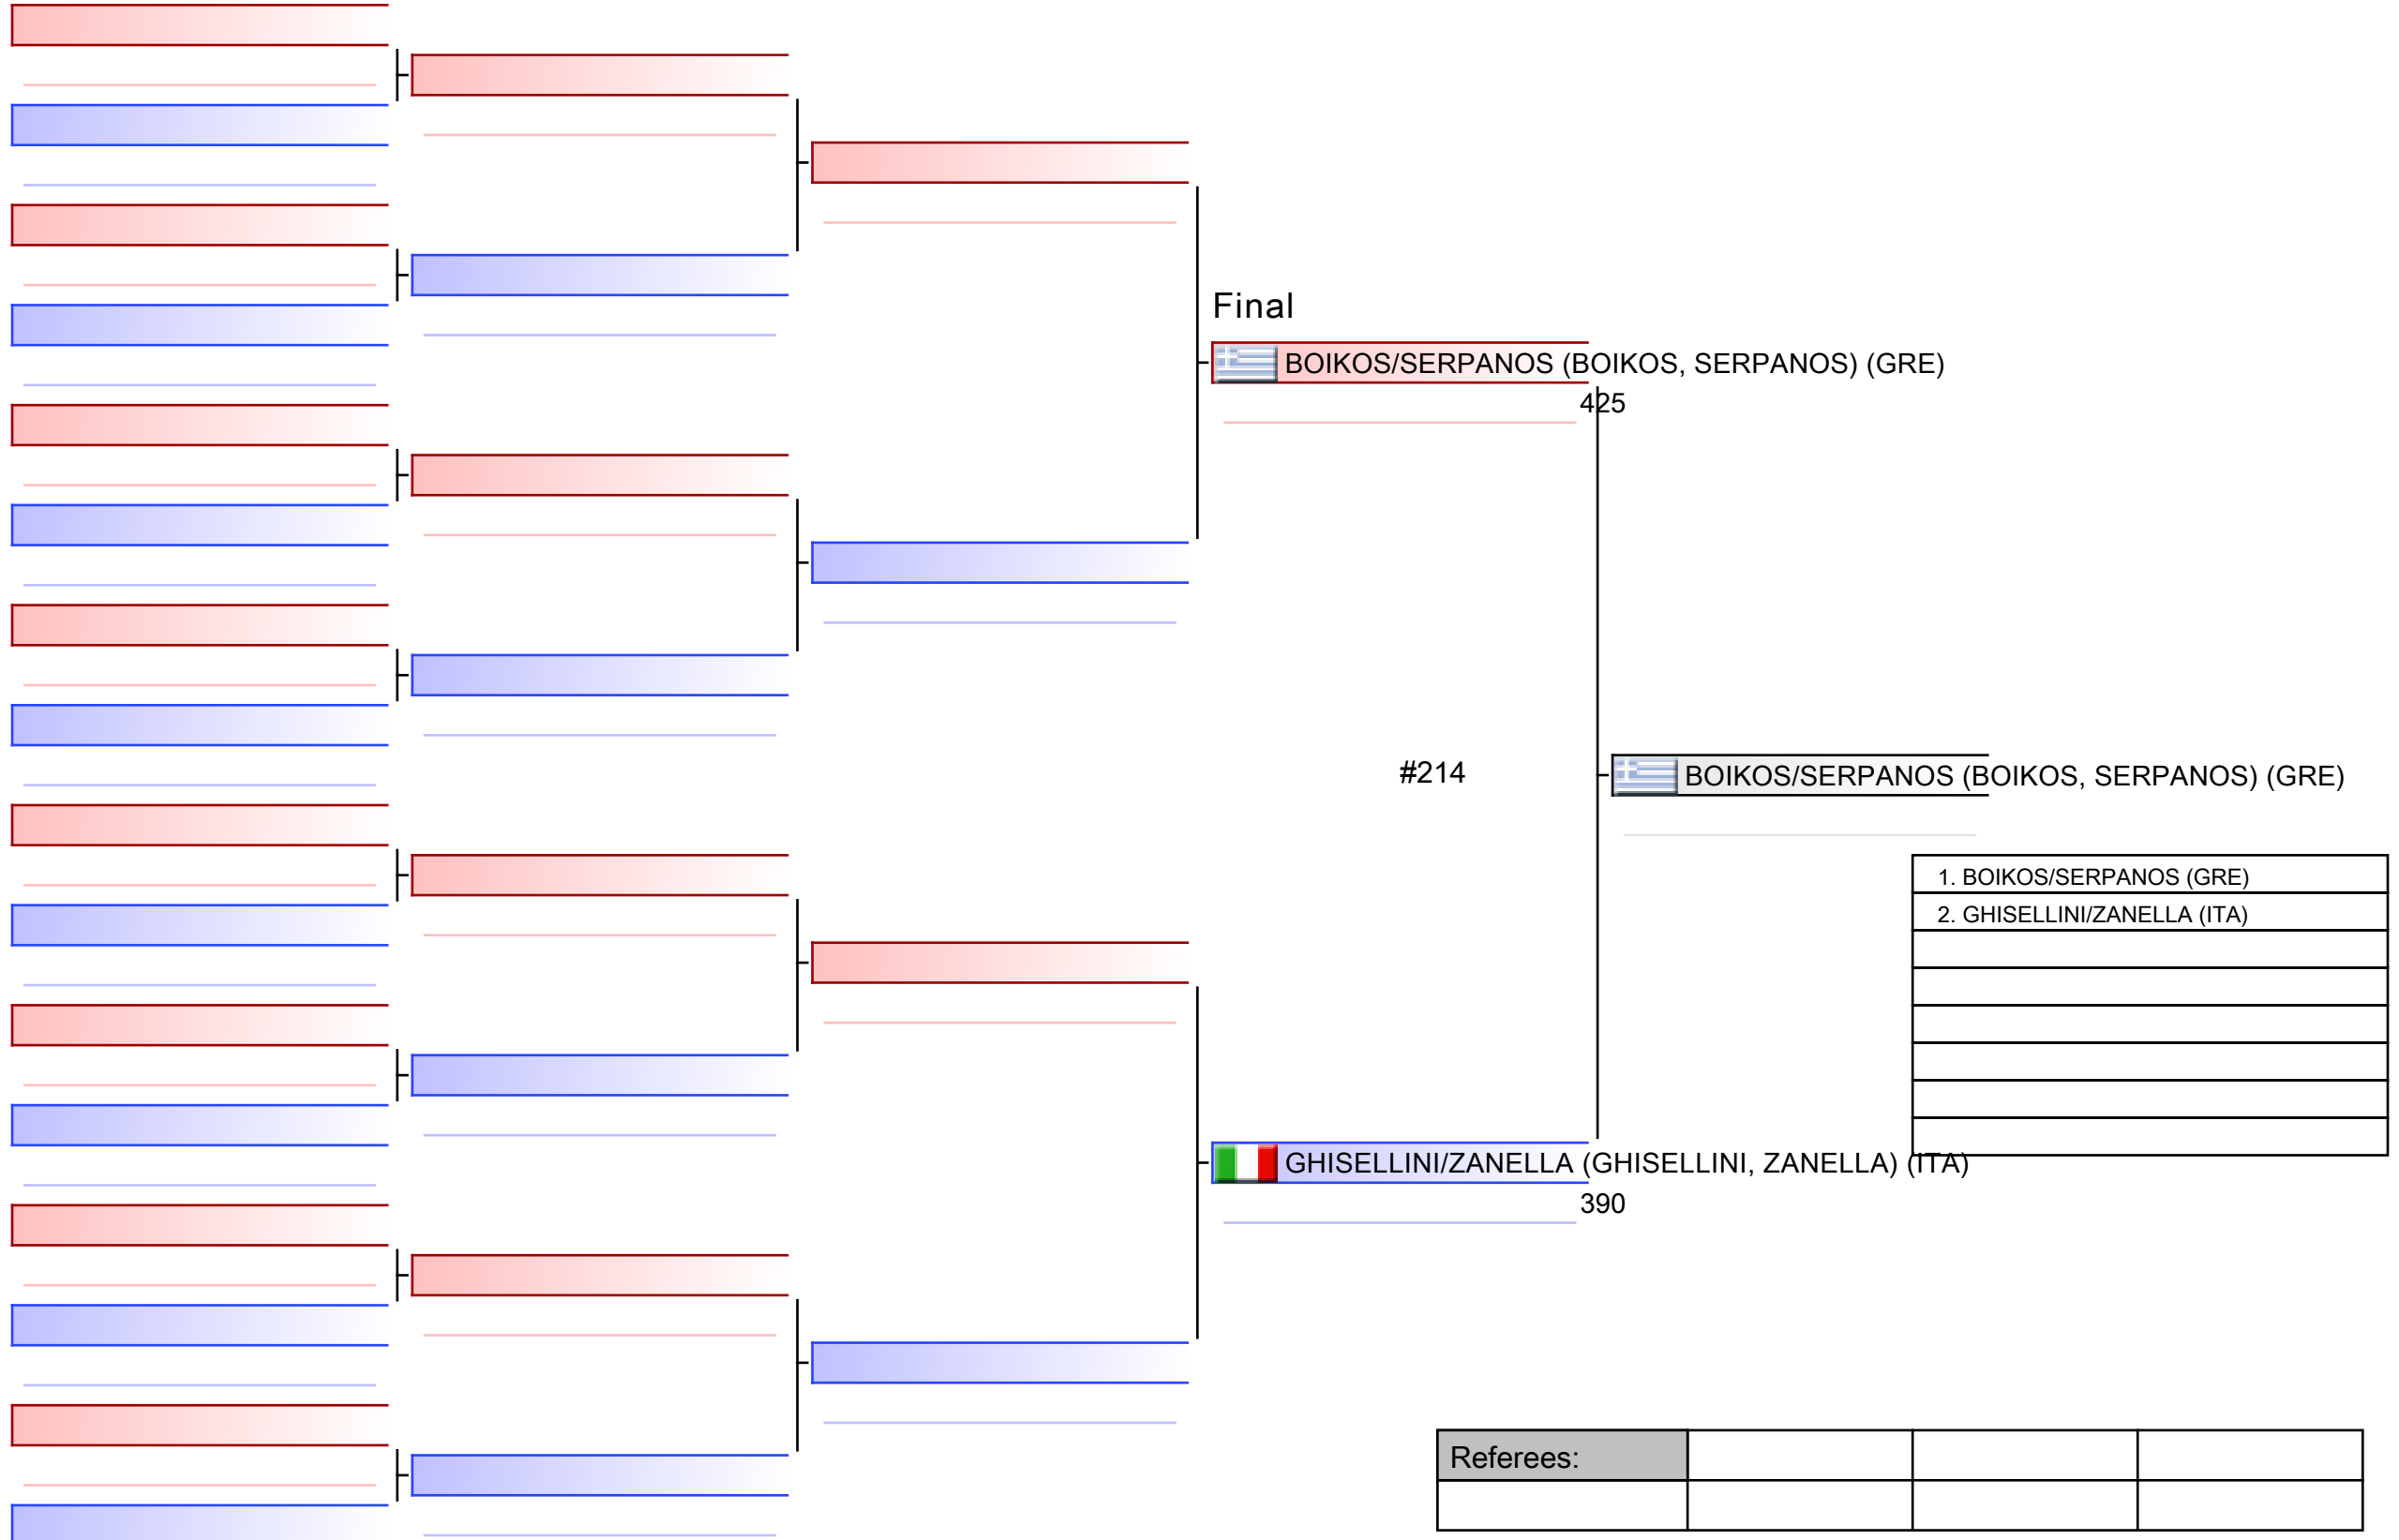 Final
BOIKOS/SERPANOS (BOIKOS, SERPANOS) (GRE)
425
#214
BOIKOS/SERPANOS (BOIKOS, SERPANOS) (GRE)
1. BOIKOS/SERPANOS (GRE)
2. GHISELLINI/ZANELLA (ITA)
GHISELLINI/ZANELLA (GHISELLINI, ZANELLA) (ITA)
390
Referees: